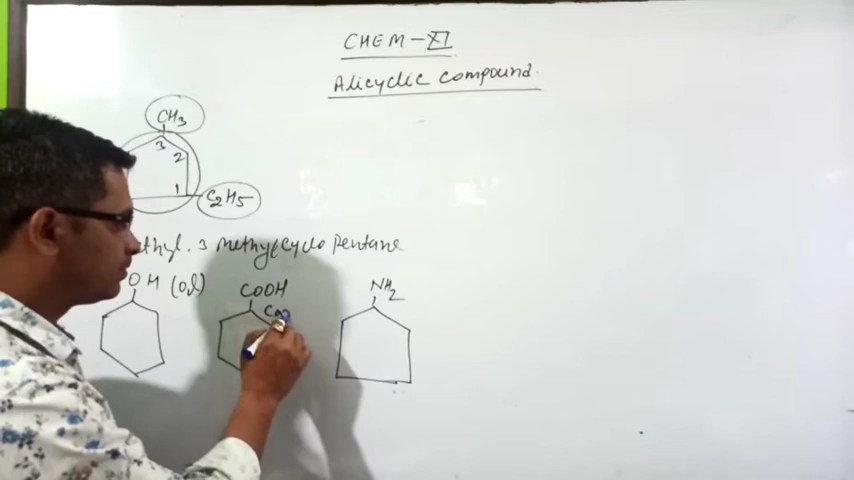 CHEM - XI
Alicyclic compound.
CH3
3
2
1 C2H5
thyl . 3 methylcyclo Pentane
OH (Ol) COOH NH2